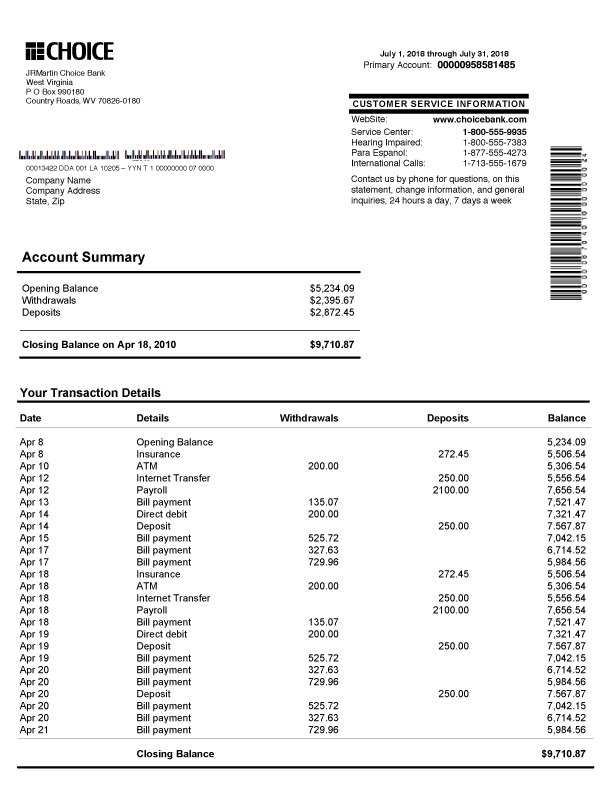 CHOICE
JRMartin Choice Bank
West Virginia
P O Box 990180
Country Roads, WV 70826-0180
July 1, 2018 through July 31, 2018
Primary Account: 00000958581485
CUSTOMER SERVICE INFORMATION
WebSite: www.choicebank.com
Service Center: 1-800-555-9935
Hearing Impaired: 1-800-555-7383
Para Espanol: 1-877-555-4273
International Calls: 1-713-555-1679
Contact us by phone for questions, on this
statement, change information, and general
inquiries, 24 hours a day, 7 days a week
00013422 DDA 001 LA 10205 – YYN T 1 00000000 07 0000
Company Name
Company Address
State, Zip
Account Summary
Opening Balance $5,234.09
Withdrawals $2,395.67
Deposits $2,872.45
Closing Balance on Apr 18, 2010 $9,710.87
Your Transaction Details
Date Details Withdrawals Deposits Balance
Apr 8 Opening Balance 5,234.09
Apr 8 Insurance 272.45 5,506.54
Apr 10 ATM 200.00 5,306.54
Apr 12 Internet Transfer 250.00 5,556.54
Apr 12 Payroll 2100.00 7,656.54
Apr 13 Bill payment 135.07 7,521.47
Apr 14 Direct debit 200.00 7,321.47
Apr 14 Deposit 250.00 7.567.87
Apr 15 Bill payment 525.72 7,042.15
Apr 17 Bill payment 327.63 6,714.52
Apr 17 Bill payment 729.96 5,984.56
Apr 18 Insurance 272.45 5,506.54
Apr 18 ATM 200.00 5,306.54
Apr 18 Internet Transfer 250.00 5,556.54
Apr 18 Payroll 2100.00 7,656.54
Apr 18 Bill payment 135.07 7,521.47
Apr 19 Direct debit 200.00 7,321.47
Apr 19 Deposit 250.00 7.567.87
Apr 19 Bill payment 525.72 7,042.15
Apr 20 Bill payment 327.63 6,714.52
Apr 20 Bill payment 729.96 5,984.56
Apr 20 Deposit 250.00 7.567.87
Apr 20 Bill payment 525.72 7,042.15
Apr 20 Bill payment 327.63 6,714.52
Apr 21 Bill payment 729.96 5,984.56
Closing Balance $9,710.87